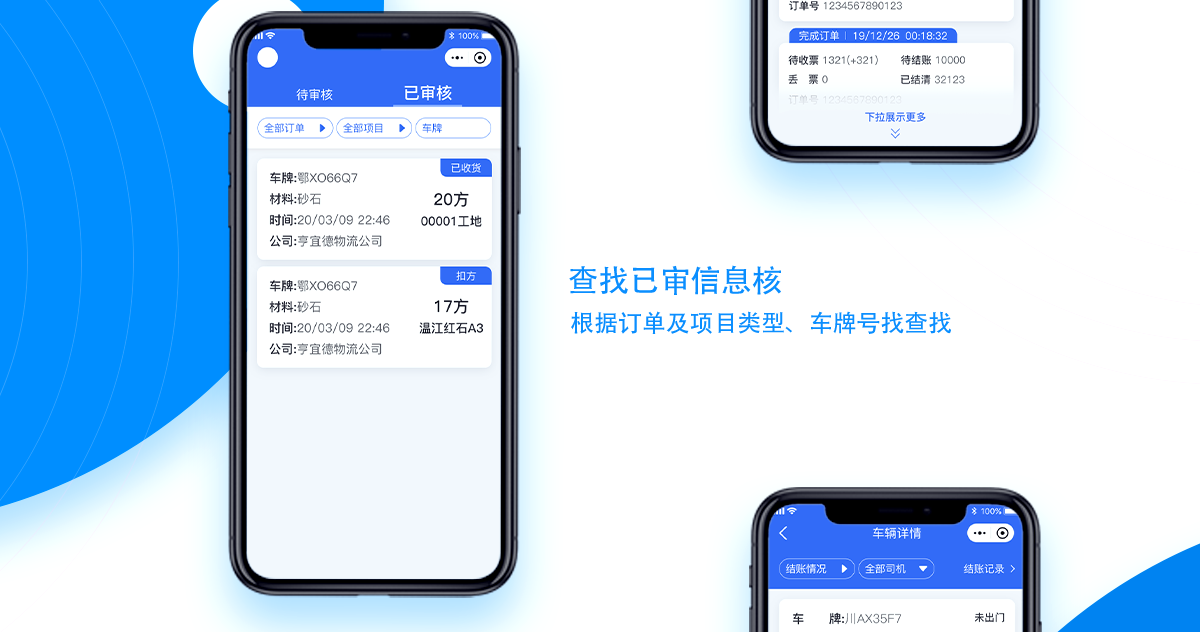 100%
待审核
已审核
全部订单
全部项目
车牌
已收货
车牌:鄂XO66Q7
材料:砂石
20方
时间:20/03/09 22:46
00001工地
公司:亨宜德物流公司
扣方
车牌:鄂XO66Q7
材料:砂石
17方
时间:20/03/09 22:46
温江红石A3
公司:亨宜德物流公司
订单号 1234567890123
完成订单 | 19/12/26 00:18:32
待收票 1321(+321) 待结账 10000
丢 票 0 已结清 32123
订单号 1234567890123
下拉展示更多
查找已审信息核
根据订单及项目类型、车牌号找查找
100%
车辆详情
结账情况
全部司机
结账记录
车 牌:川AX35F7
未出门